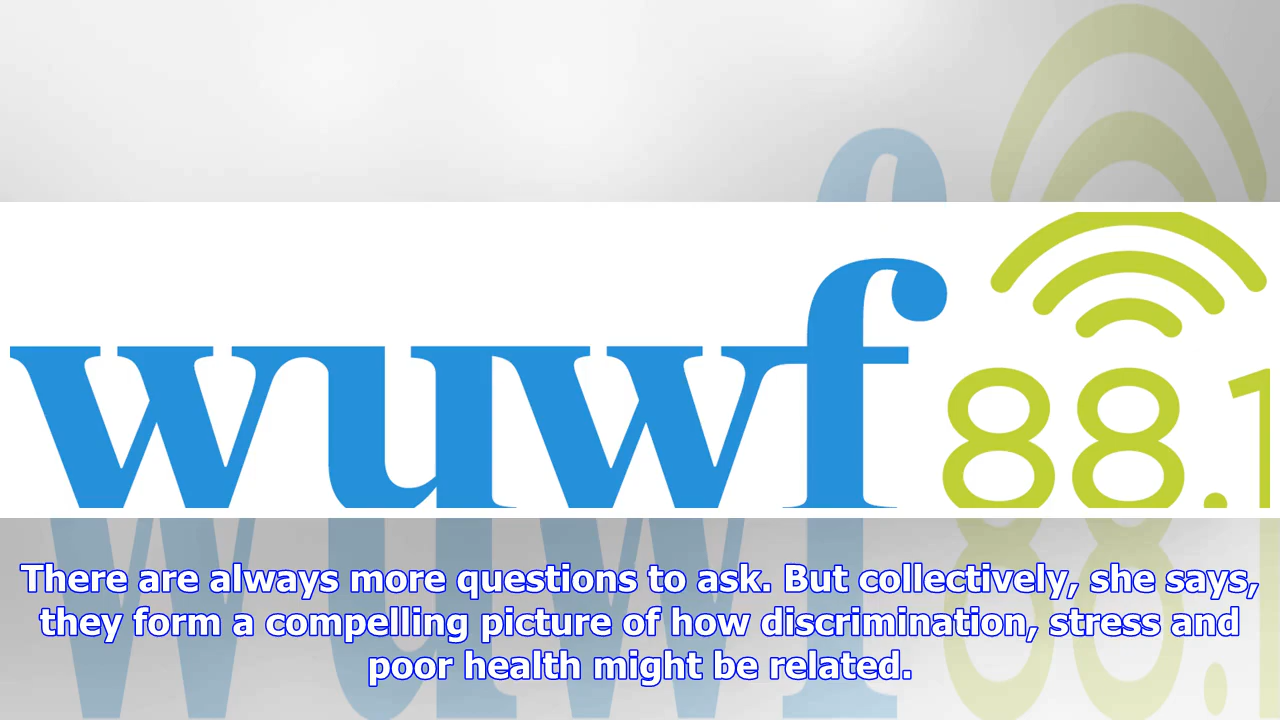 wuwf
88.1
There are always more questions to ask. But collectively, she says,
they form a compelling picture of how discrimination, stress and
poor health might be related.